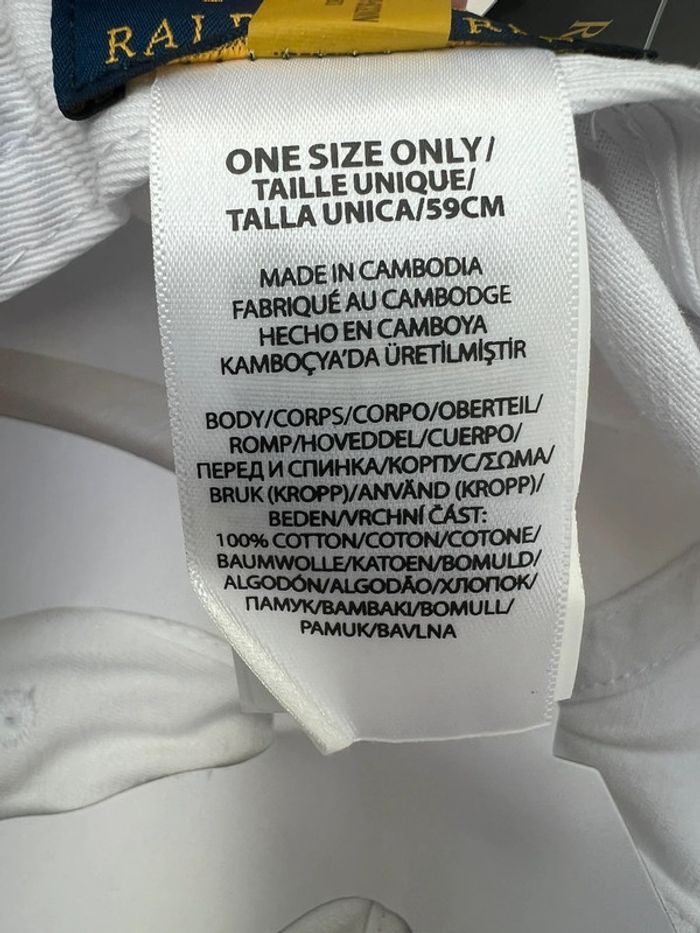 RAL
ONE SIZE ONLY/
TAILLE UNIQUE/
TALLA UNICA/59CM
MADE IN CAMBODIA
FABRIQUÉ AU CAMBODGE
HECHO EN CAMBOYA
KAMBOÇYA'DA ÜRETİLMİŞTİR
BODY/CORPS/CORPO/OBERTEIL/
ROMP/HOVEDDEL/CUERPO/
ПЕРЕД И СПИНКА/КОРПУС/ΣΩΜΑ/
BRUK (KROPP)/ANVÄND (KROPP)/
BEDEN/VRCHNÍ ČÁST:
100% COTTON/COTON/COTONE/
BAUMWOLLE/KATOEN/BOMULD/
ALGODÓN/ALGODÃO/ХЛОПОК/
ПАМУК/ΒΑΜΒΑΚΙ/BOMULL/
PAMUK/BAVLNA